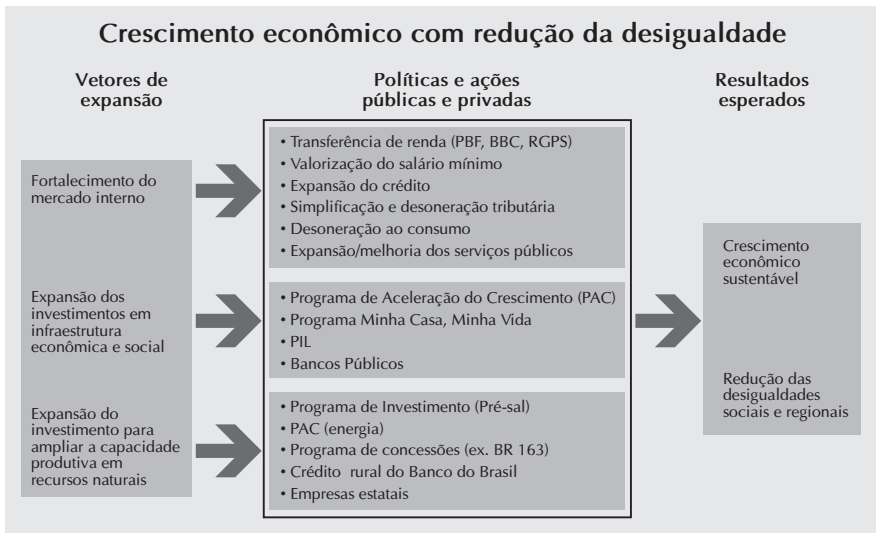 Crescimento econômico com redução da desigualdade
Vetores de
expansão
Políticas e ações
públicas e privadas
Resultados
esperados
Fortalecimento do
mercado interno
• Transferência de renda (PBF, BBC, RGPS)
• Valorização do salário mínimo
• Expansão do crédito
• Simplificação e desoneração tributária
• Desoneração ao consumo
• Expansão/melhoria dos serviços públicos
Expansão dos
investimentos em
infraestrutura
econômica e social
• Programa de Aceleração do Crescimento (PAC)
• Programa Minha Casa, Minha Vida
• PIL
• Bancos Públicos
Expansão do
investimento para
ampliar a capacidade
produtiva em
recursos naturais
• Programa de Investimento (Pré-sal)
• PAC (energia)
• Programa de concessões (ex. BR 163)
• Crédito rural do Banco do Brasil
• Empresas estatais
Crescimento
econômico
sustentável
Redução das
desigualdades
sociais e regionais